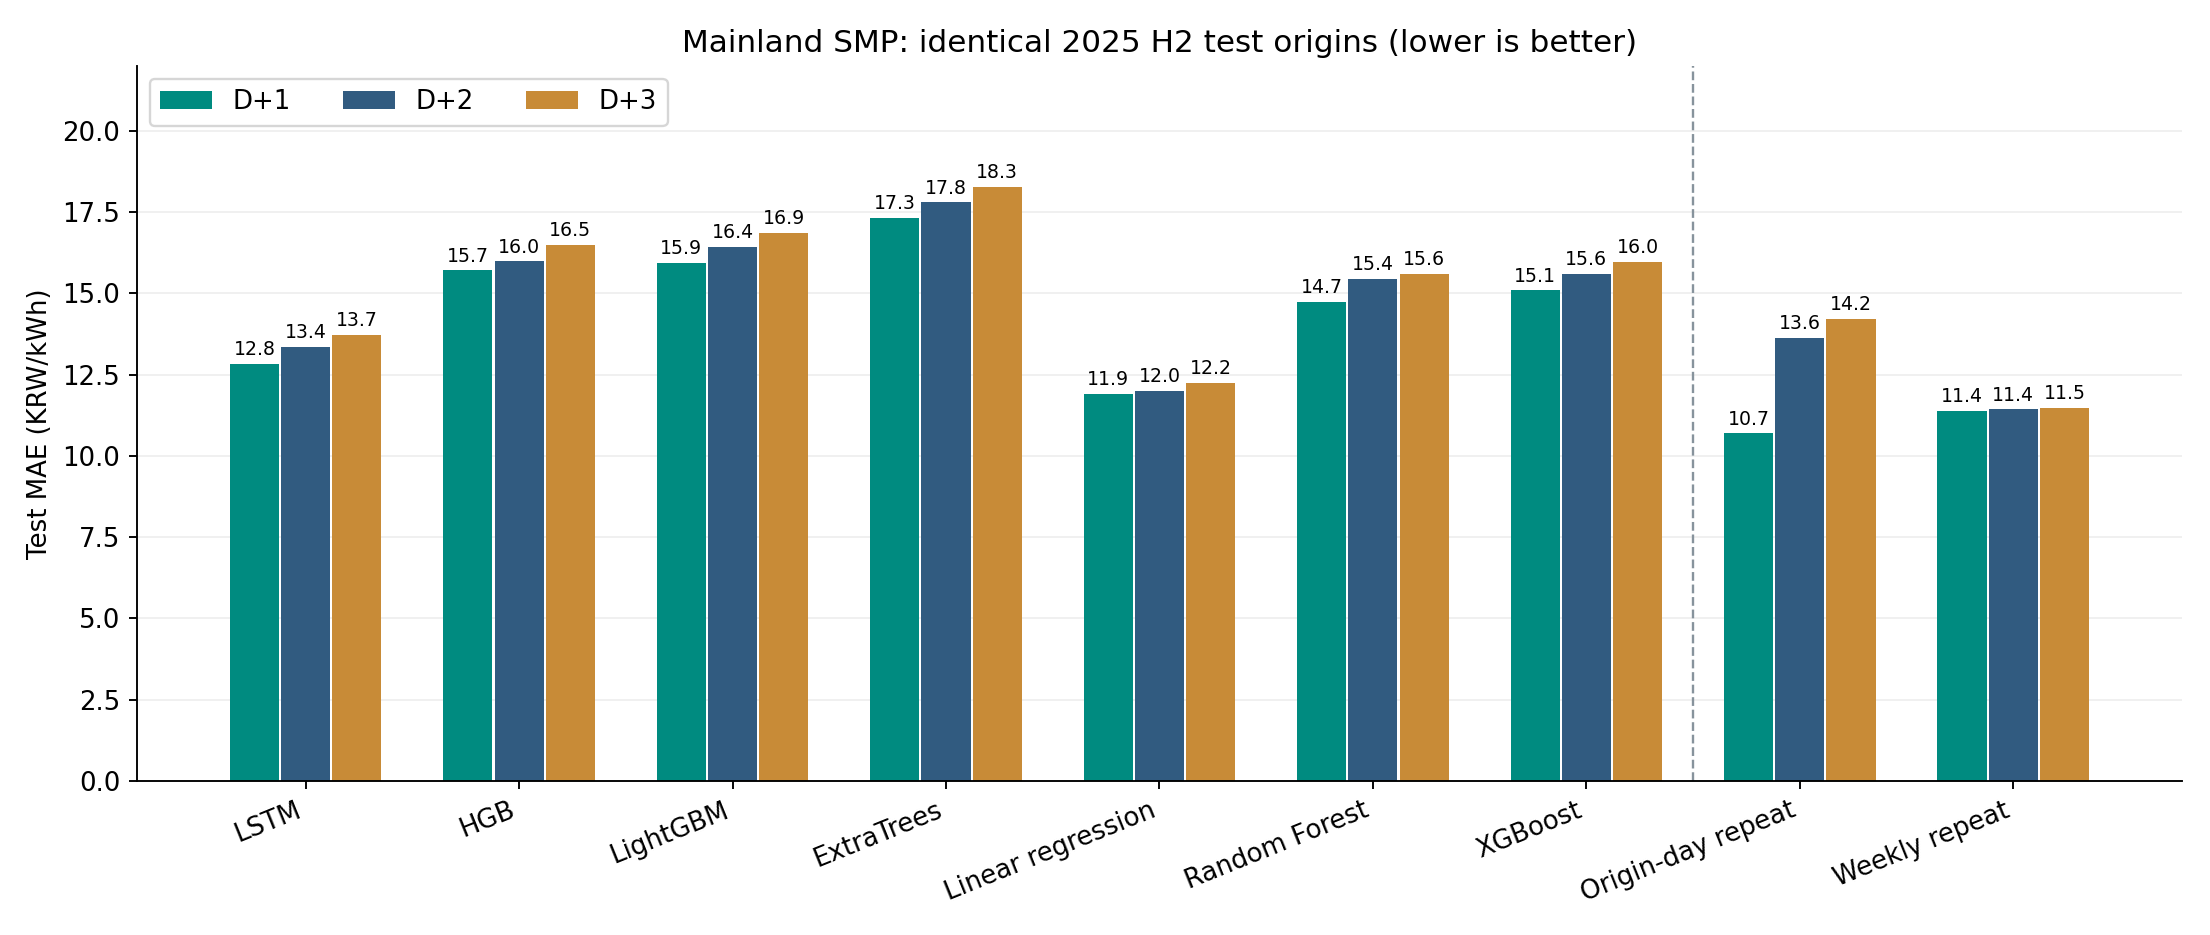 Mainland SMP: identical 2025 H2 test origins (lower is better)
D+1 D+2 D+3
Test MAE (KRW/kWh)
20.0
17.5
15.0
12.5
10.0
7.5
5.0
2.5
0.0
12.8 13.4 13.7
15.7 16.0 16.5
15.9 16.4 16.9
17.3 17.8 18.3
11.9 12.0 12.2
14.7 15.4 15.6
15.1 15.6 16.0
10.7 13.6 14.2
11.4 11.4 11.5
LSTM
HGB
LightGBM
ExtraTrees
Linear regression
Random Forest
XGBoost
Origin-day repeat
Weekly repeat